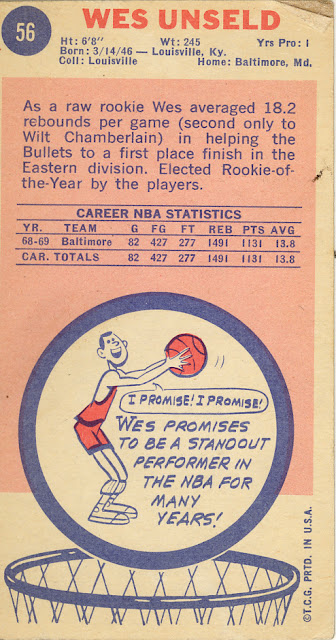 56
WES UNSELD
Ht: 6'8" Wt: 245 Yrs Pro: 1
Born: 3/14/46 — Louisville, Ky.
Coll: Louisville Home: Baltimore, Md.
As a raw rookie Wes averaged 18.2
rebounds per game (second only to
Wilt Chamberlain) in helping the
Bullets to a first place finish in the
Eastern division. Elected Rookie-of-
the-Year by the players.
CAREER NBA STATISTICS
YR. TEAM G FG FT REB PTS AVG
68-69 Baltimore 82 427 277 1491 1131 13.8
CAR. TOTALS 82 427 277 1491 1131 13.8
I PROMISE! I PROMISE!
WES PROMISES
TO BE A STANDOUT
PERFORMER IN
THE NBA FOR
MANY
YEARS!
©T.C.G. PRTD. IN U.S.A.